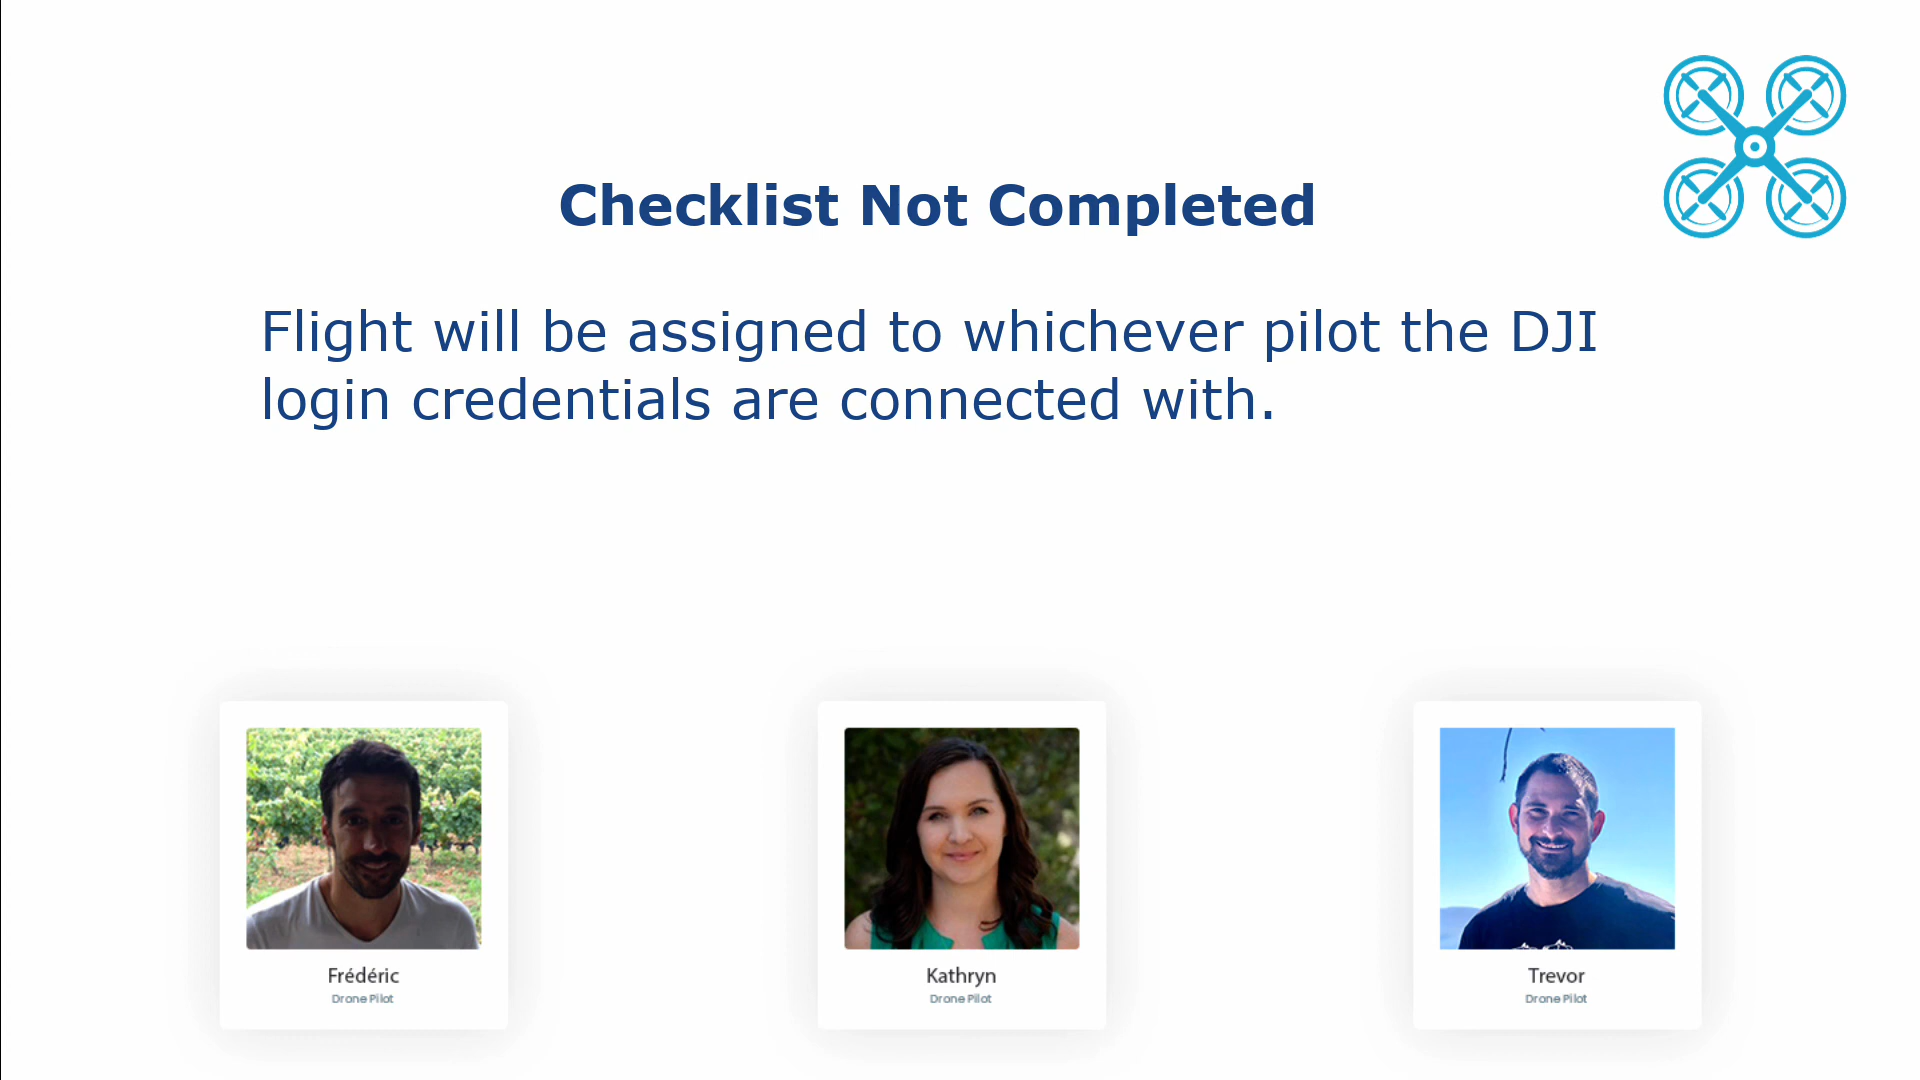 Checklist Not Completed
Flight will be assigned to whichever pilot the DJI
login credentials are connected with.
Frédéric
Drone Pilot
Kathryn
Drone Pilot
Trevor
Drone Pilot